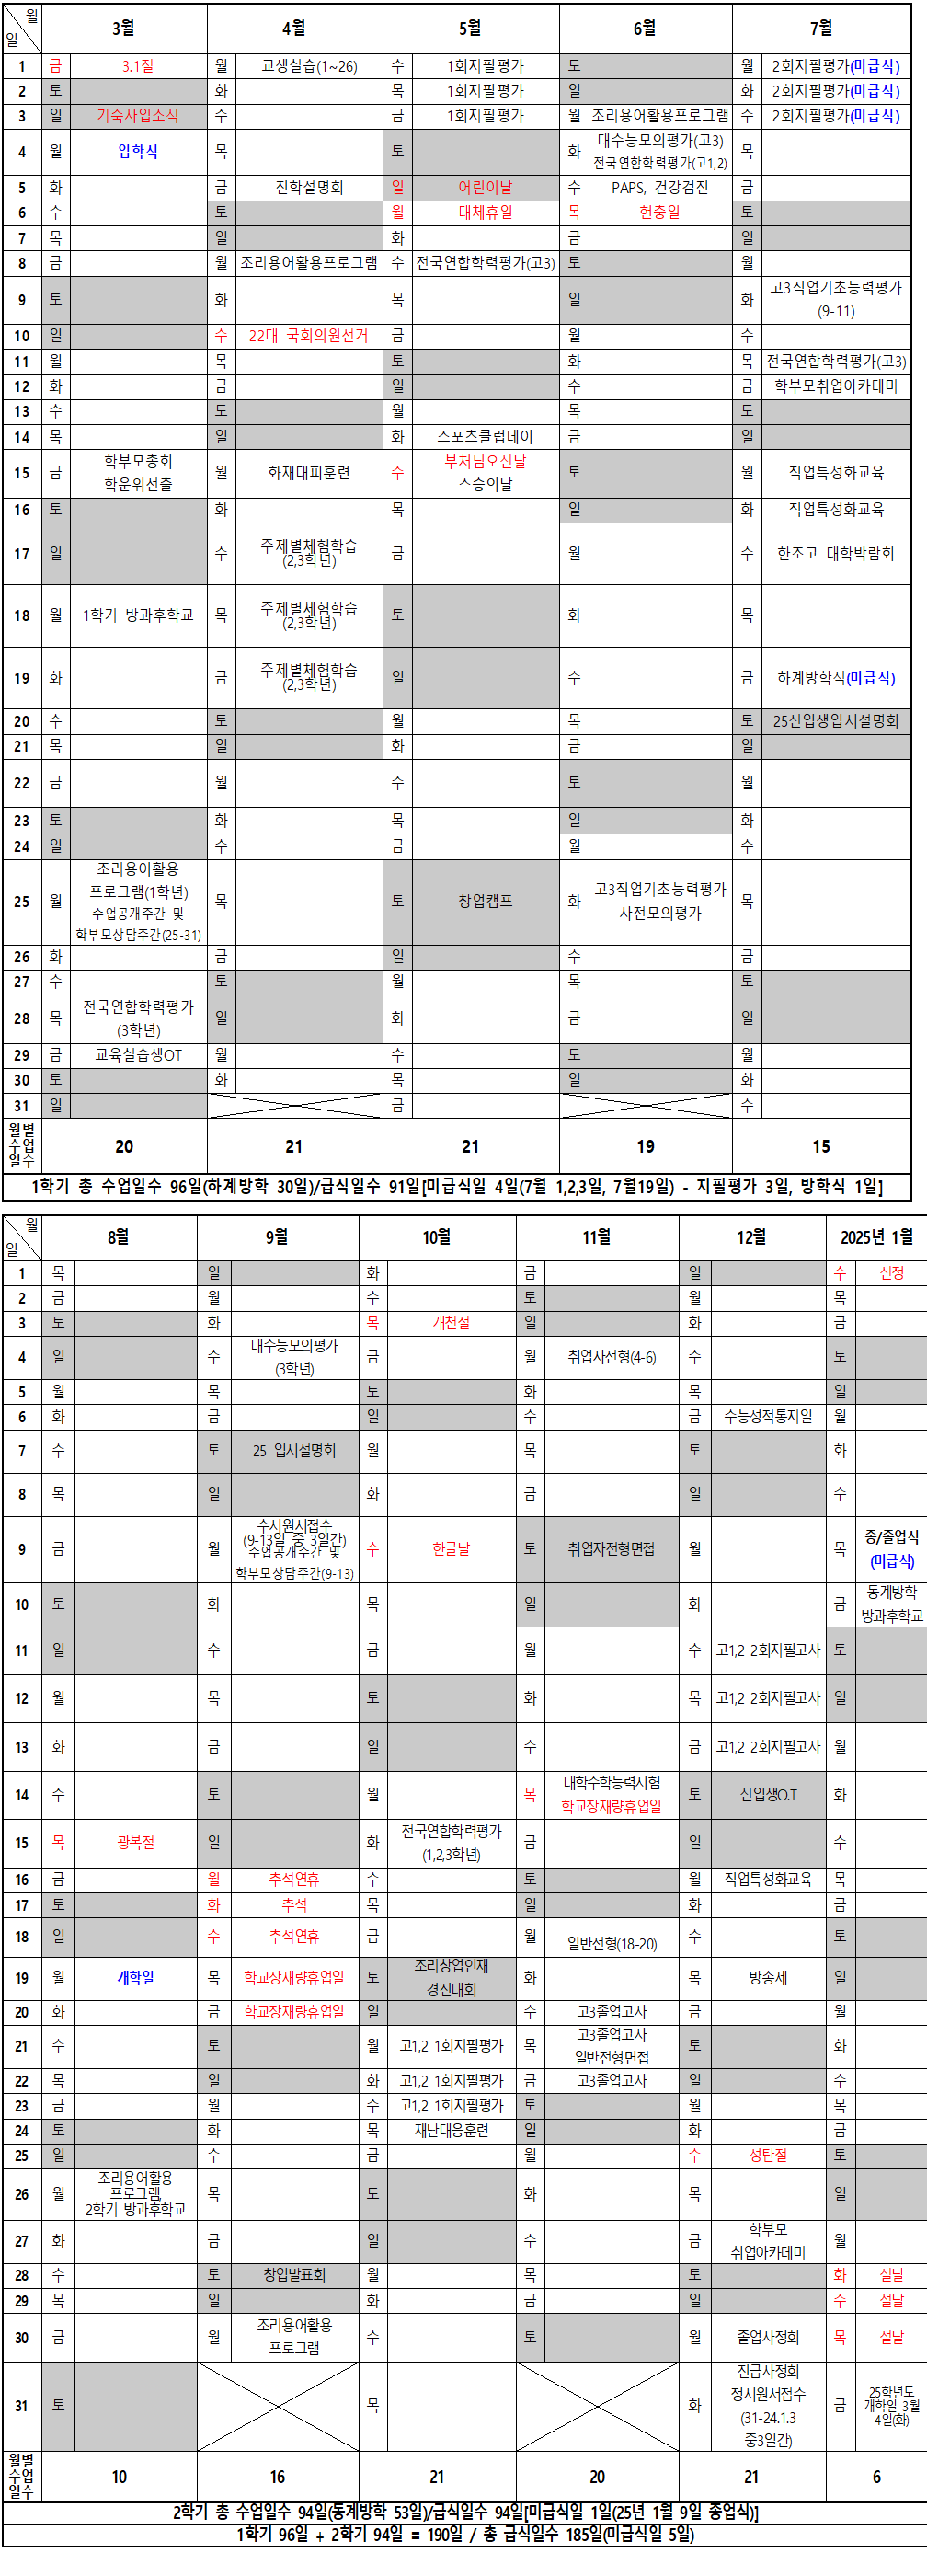 월
일 3월 4월 5월 6월 7월
1 금 3.1절 월 교생실습(1~26) 수 1회지필평가 토 월 2회지필평가(미급식)
2 토 화 목 1회지필평가 일 화 2회지필평가(미급식)
3 일 기숙사입소식 수 금 1회지필평가 월 조리용어활용프로그램 수 2회지필평가(미급식)
4 월 입학식 목 토 화 대수능모의평가(고3) 목
전국연합학력평가(고1,2)
5 화 금 진학설명회 일 어린이날 수 PAPS, 건강검진 금
6 수 토 월 대체휴일 목 현충일 토
7 목 일 화 금 일
8 금 월 조리용어활용프로그램 수 전국연합학력평가(고3) 토 월
9 토 화 목 일 화 고3직업기초능력평가
(9-11)
10 일 수 22대 국회의원선거 금 월 수
11 월 목 토 화 목 전국연합학력평가(고3)
12 화 금 일 수 금 학부모취업아카데미
13 수 토 월 목 토
14 목 일 화 스포츠클럽데이 금 일
15 금 학부모총회 월 화재대피훈련 수 부처님오신날 토 월 직업특성화교육
학운위선출 스승의날
16 토 화 목 일 화 직업특성화교육
17 일 수 주제별체험학습 금 월 수 한조고 대학박람회
(2,3학년)
18 월 1학기 방과후학교 목 주제별체험학습 토 화 목
(2,3학년)
19 화 금 주제별체험학습 일 수 금 하계방학식(미급식)
(2,3학년)
20 수 토 월 목 토 25신입생입시설명회
21 목 일 화 금 일
22 금 월 수 토 월
23 토 화 목 일 화
24 일 수 금 월 수
25 월 조리용어활용 목 토 창업캠프 화 고3직업기초능력평가 목
프로그램(1학년) 사전모의평가
수업공개주간 및
학부모상담주간(25-31)
26 화 금 일 수 금
27 수 토 월 목 토
28 목 전국연합학력평가 일 화 금 일
(3학년)
29 금 교육실습생OT 월 수 토 월
30 토 화 목 일 화
31 일 금 수
월별
수업
일수 20 21 21 19 15
1학기 총 수업일수 96일(하계방학 30일)/급식일수 91일[미급식일 4일(7월 1,2,3일, 7월19일) - 지필평가 3일, 방학식 1일]
월
일 8월 9월 10월 11월 12월 2025년 1월
1 목 일 화 금 일 수 신정
2 금 월 수 토 월 목
3 토 화 목 개천절 일 화 금
4 일 수 대수능모의평가 금 월 취업자전형(4-6) 수 토
(3학년)
5 월 목 토 화 목 일
6 화 금 일 수 금 수능성적통지일 월
7 수 토 25 입시설명회 월 목 토 화
8 목 일 화 금 일 수
9 금 월 수시원서접수 수 한글날 토 취업자전형면접 월 목 종/졸업식
(9-13일 중 3일간) (미급식)
수업공개주간 및
학부모상담주간(9-13)
10 토 화 목 일 화 금 동계방학
방과후학교
11 일 수 금 월 수 고1,2 2회지필고사 토
12 월 목 토 화 목 고1,2 2회지필고사 일
13 화 금 일 수 금 고1,2 2회지필고사 월
14 수 토 월 목 대학수학능력시험 토 신입생O.T 화
학교장재량휴업일
15 목 광복절 일 화 전국연합학력평가 금 일 수
(1,2,3학년)
16 금 월 추석연휴 수 토 월 직업특성화교육 목
17 토 화 추석 목 일 화 금
18 일 수 추석연휴 금 월 일반전형(18-20) 수 토
19 월 개학일 목 학교장재량휴업일 토 조리창업인재 화 목 방송제 일
경진대회
20 화 금 학교장재량휴업일 일 수 고3졸업고사 금 월
21 수 토 월 고1,2 1회지필평가 목 고3졸업고사 토 화
일반전형면접
22 목 일 화 고1,2 1회지필평가 금 고3졸업고사 일 수
23 금 월 수 고1,2 1회지필평가 토 월 목
24 토 화 목 재난대응훈련 일 화 금
25 일 수 금 월 수 성탄절 토
26 월 조리용어활용 목 토 화 목 일
프로그램,
2학기 방과후학교
27 화 금 일 수 금 학부모 월
취업아카데미
28 수 토 창업발표회 월 목 토 화 설날
29 목 일 화 금 일 수 설날
30 금 월 조리용어활용 수 토 월 졸업사정회 목 설날
프로그램
31 토 목 화 진급사정회 금 25학년도
정시원서접수 개학일 3월
(31-24.1.3 4일(화)
중3일간)
월별
수업
일수 10 16 21 20 21 6
2학기 총 수업일수 94일(동계방학 53일)/급식일수 94일[미급식일 1일(25년 1월 9일 종업식)]
1학기 96일 + 2학기 94일 = 190일 / 총 급식일수 185일(미급식일 5일)